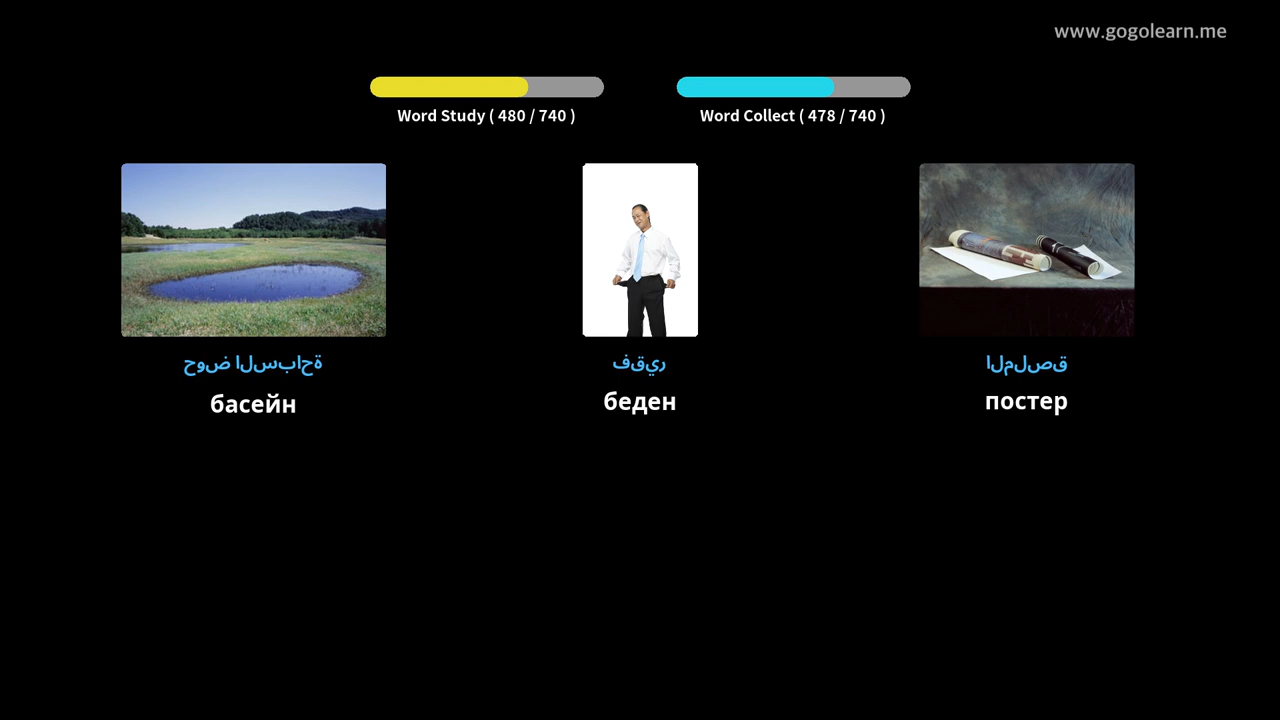 www.gogolearn.me
Word Study ( 480 / 740 )
Word Collect ( 478 / 740 )
حوض السباحة
басейн
فقير
беден
الملصق
постер